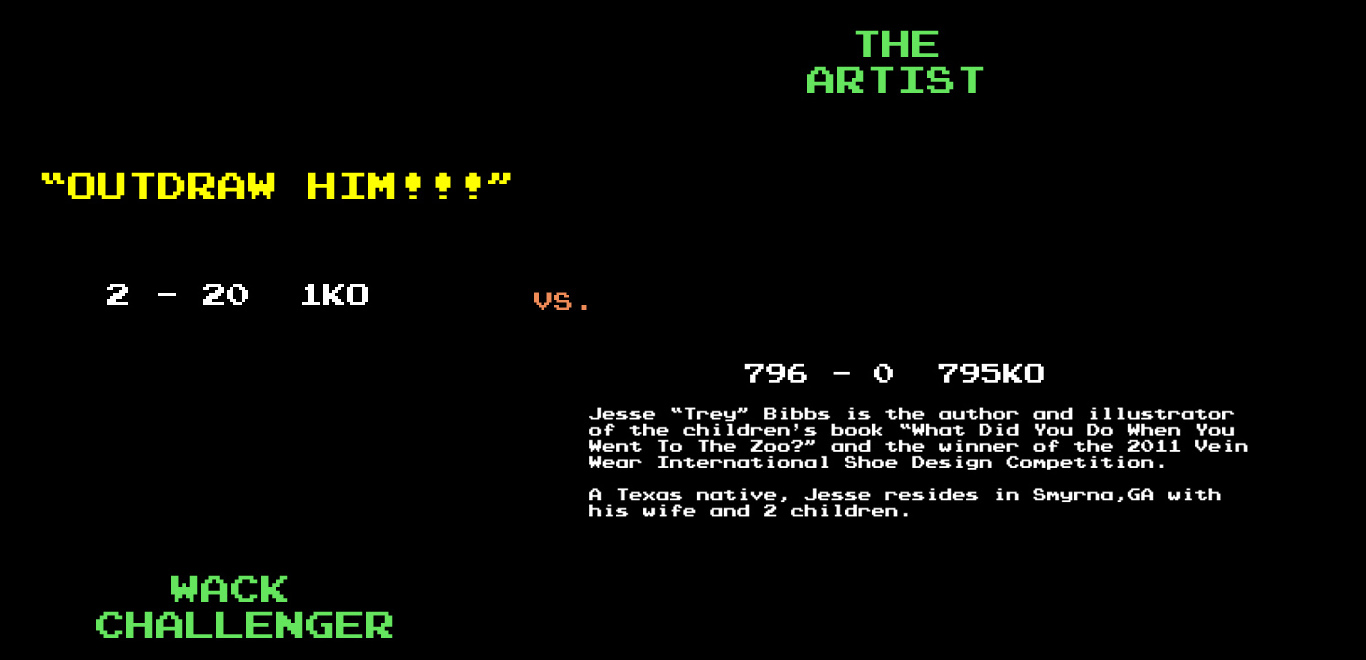 THE
ARTIST
“OUTDRAW HIM!!!”
2 - 20 1KO
vs.
796 - 0 795KO
Jesse “Trey” Bibbs is the author and illustrator
of the children's book “What Did You Do When You
Went To The Zoo?” and the winner of the 2011 Vein
Wear International Shoe Design Competition.
A Texas native, Jesse resides in Smyrna,GA with
his wife and 2 children.
WACK
CHALLENGER